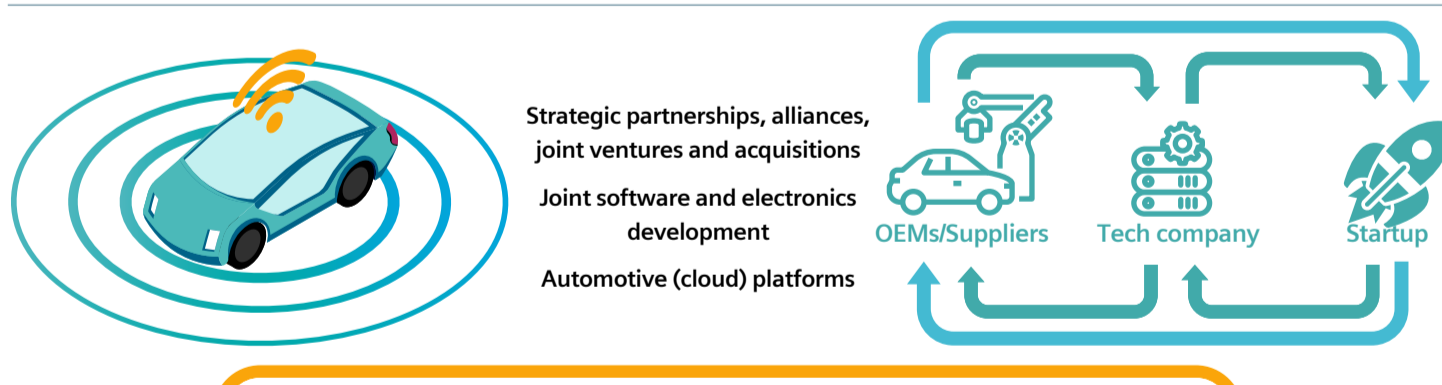 Strategic partnerships, alliances,
joint ventures and acquisitions
Joint software and electronics
development
Automotive (cloud) platforms
OEMs/Suppliers
Tech company
Startup